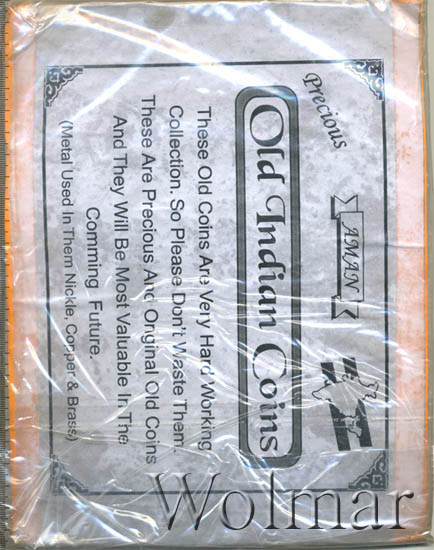 Precious
AMAN
Old Indian Coins
These Old Coins Are Very Hard Working
Collection. So Please Don't Waste Them.
These Are Precious And Orignal Old Coins
And They Will Be Most Valuable In The
Comming Future.
(Metal Used In Them Nickle, Copper & Brass)
Wolmar